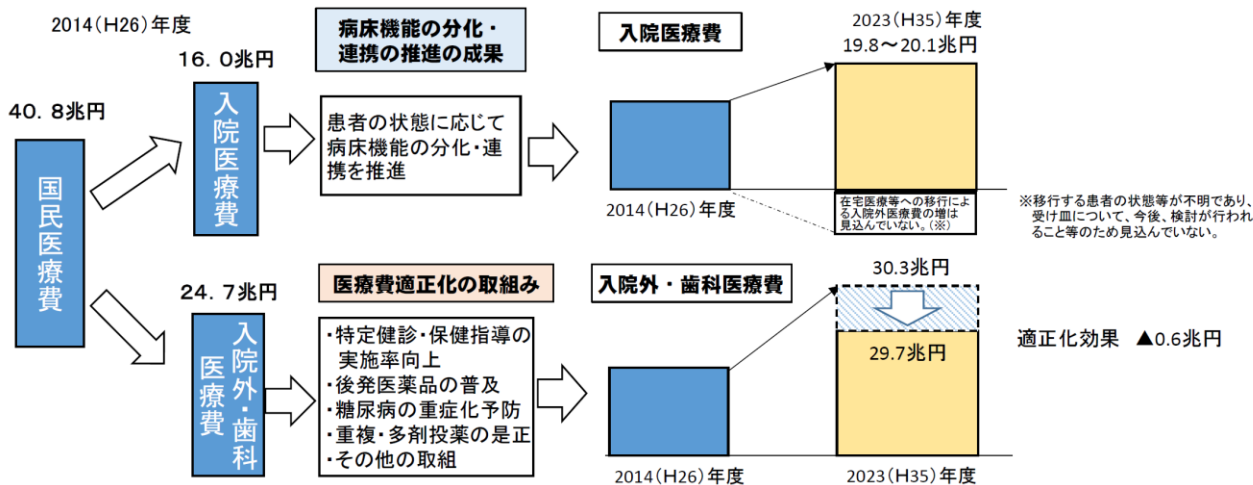 2014(H26)年度
40.8兆円
国民医療費
16.0兆円
入院医療費
病床機能の分化・
連携の推進の成果
患者の状態に応じて
病床機能の分化・連
携を推進
入院医療費
2014(H26)年度
2023(H35)年度
19.8～20.1兆円
在宅医療等への移行によ
る入院外医療費の増は
見込んでいない。(※)
※移行する患者の状態等が不明であり、
受け皿について、今後、検討が行われ
ること等のため見込んでいない。
24.7兆円
入院外・歯科
医療費
医療費適正化の取組み
・特定健診・保健指導の
実施率向上
・後発医薬品の普及
・糖尿病の重症化予防
・重複・多剤投薬の是正
・その他の取組
入院外・歯科医療費
2014(H26)年度
30.3兆円
29.7兆円
2023(H35)年度
適正化効果 ▲0.6兆円